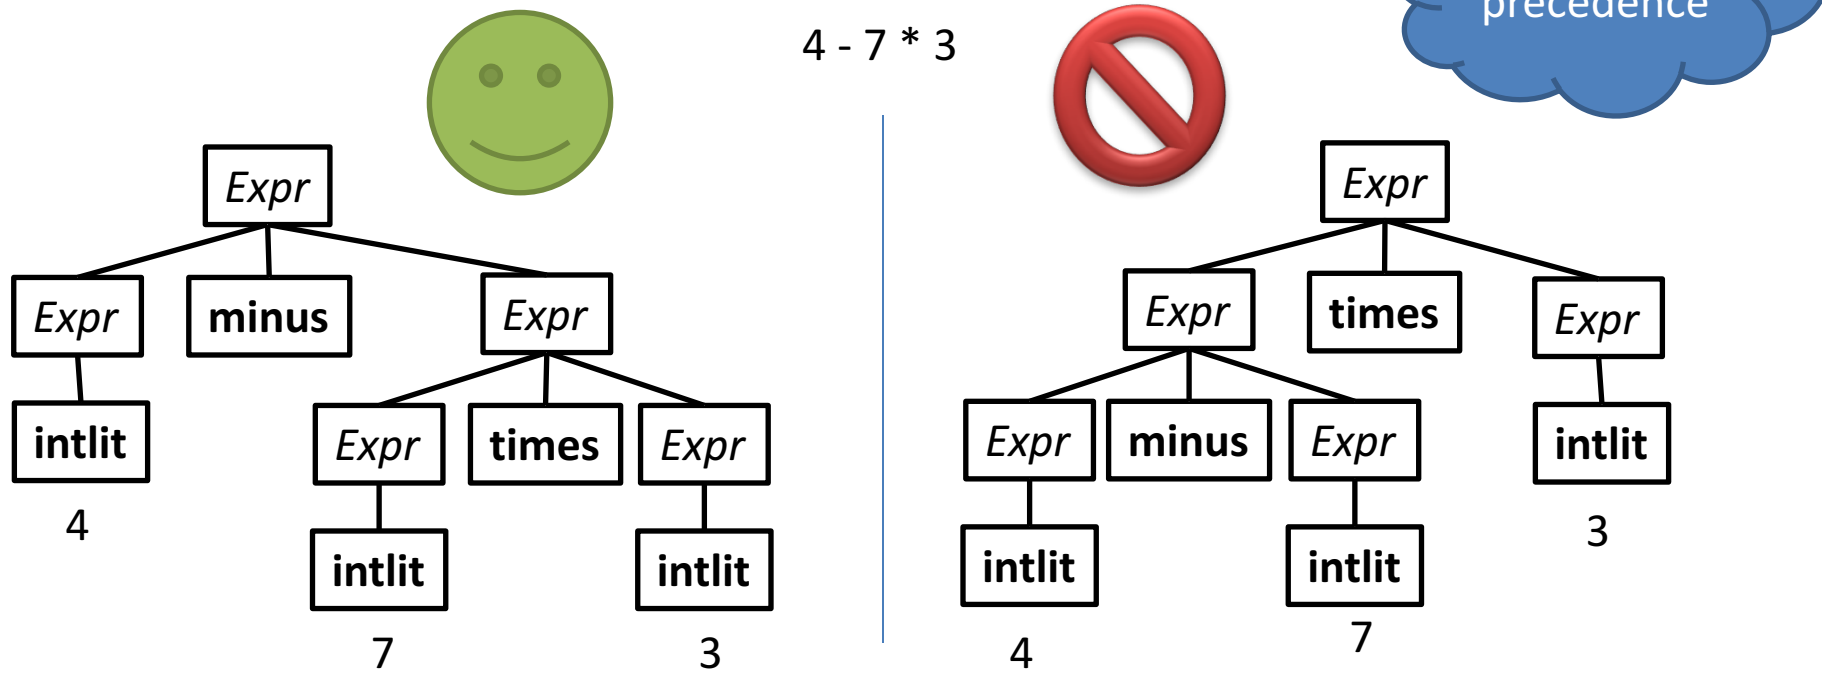 precedence
4 - 7 * 3
Expr
Expr minus Expr
intlit Expr times Expr
4
intlit intlit
7 3
Expr
Expr times Expr
Expr minus Expr intlit
3
intlit intlit
4 7